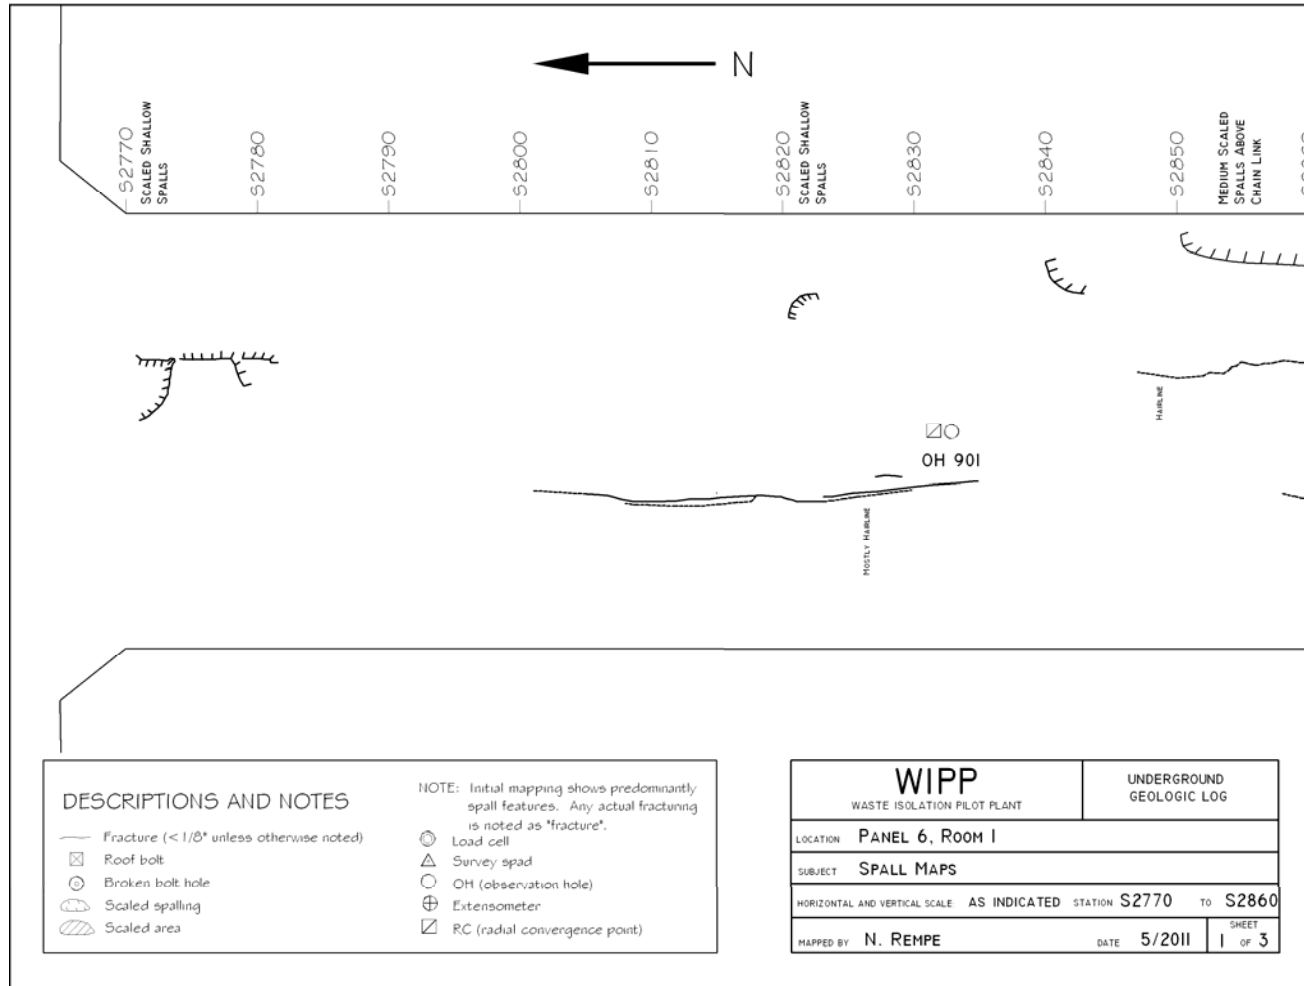 N
S2770
SCALED SHALLOW
SPALLS
S2780
S2790
S2800
S2810
S2820
SCALED SHALLOW
SPALLS
S2830
S2840
S2850
MEDIUM SCALED
SPALLS ABOVE
CHAIN LINK
HAIRLINE
OH 901
MOSTLY HAIRLINE
DESCRIPTIONS AND NOTES
Fracture (< 1/8" unless otherwise noted)
Roof bolt
Broken bolt hole
Scaled spalling
Scaled area
NOTE: Initial mapping shows predominantly
spall features. Any actual fracturing
is noted as "fracture".
Load cell
Survey spad
OH (observation hole)
Extensometer
RC (radial convergence point)
WIPP
WASTE ISOLATION PILOT PLANT
UNDERGROUND
GEOLOGIC LOG
LOCATION PANEL 6, ROOM 1
SUBJECT SPALL MAPS
HORIZONTAL AND VERTICAL SCALE: AS INDICATED STATION S2770 TO S2860
MAPPED BY N. REMPE DATE 5/2011
SHEET
1 OF 3